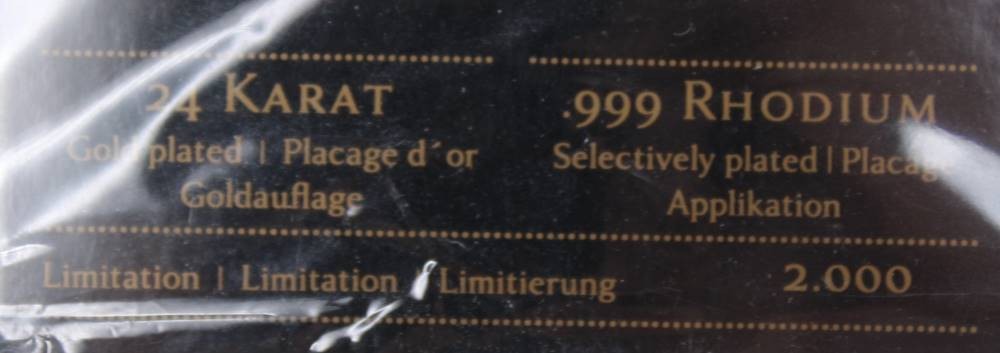 24 KARAT
Gold plated | Placage d´or
Goldauflage
.999 RHODIUM
Selectively plated | Placage
Applikation
Limitation | Limitation | Limitierung 2.000